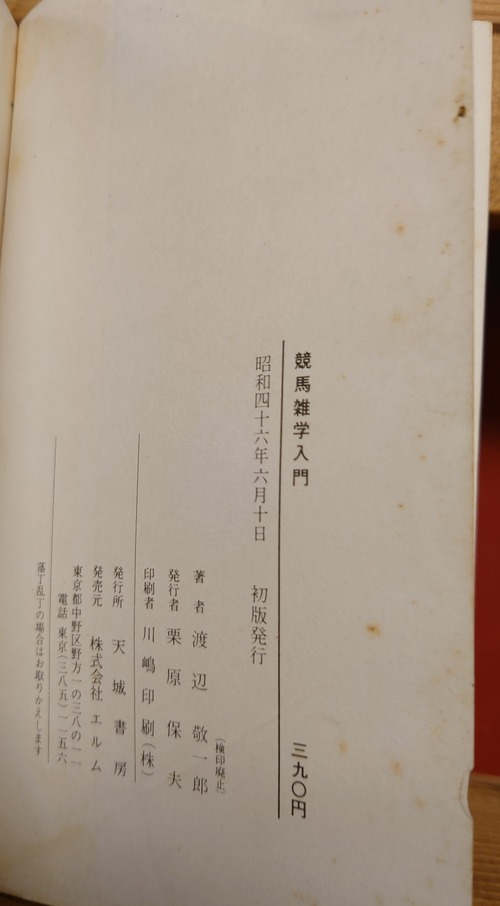 競馬雑学入門　三九〇円
昭和四十六年六月十日　初版発行
（検印廃止）
著者　渡辺敬一郎
発行者　栗原保夫
印刷者　川嶋印刷（株）
発行所　天城書房
発売元　株式会社エルム
東京都中野区野方一の三八の一一
電話　東京（三八五）一一五六
落丁乱丁の場合はお取りかえします